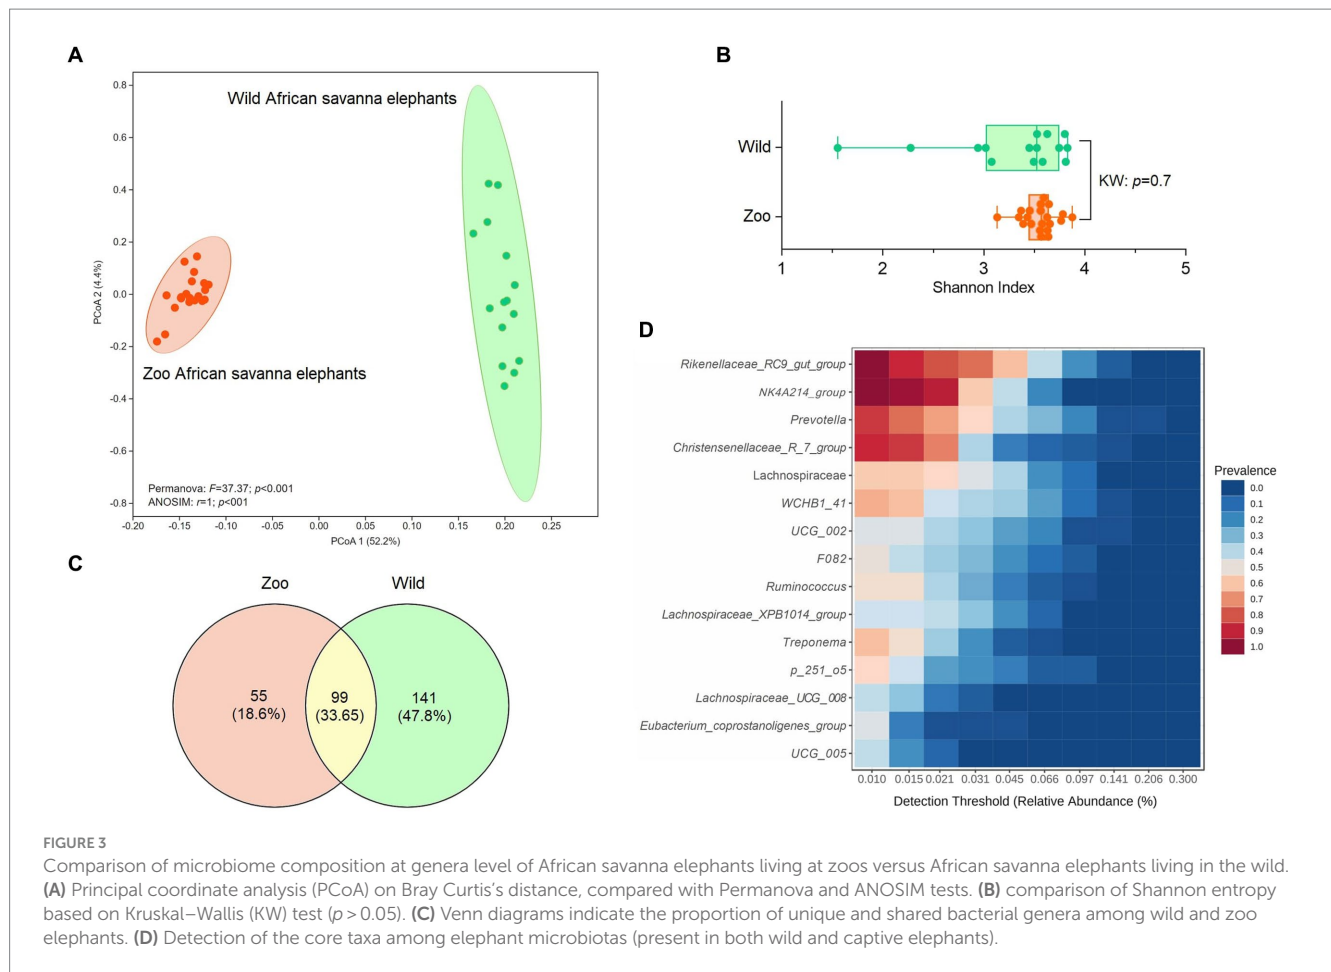 A
Wild African savanna elephants
Zoo African savanna elephants
Permanova: F=37.37; p<0.001
ANOSIM: r=1; p<001
PCoA 2 (4.4%)
0.8
0.6
0.4
0.2
0.0
-0.2
-0.4
-0.6
-0.8
-0.20 -0.15 -0.10 -0.05 0.00 0.05 0.10 0.15 0.20 0.25
PCoA 1 (52.2%)
B
Wild
Zoo
KW: p=0.7
1 2 3 4 5
Shannon Index
C
Zoo Wild
55 99 141
(18.6%) (33.65) (47.8%)
D
Rikenellaceae_RC9_gut_group
NK4A214_group
Prevotella
Christensenellaceae_R_7_group
Lachnospiraceae
WCHB1_41
UCG_002
F082
Ruminococcus
Lachnospiraceae_XPB1014_group
Treponema
p_251_o5
Lachnospiraceae_UCG_008
Eubacterium_coprostanoligenes_group
UCG_005
0.010 0.015 0.021 0.031 0.045 0.066 0.097 0.141 0.206 0.300
Detection Threshold (Relative Abundance (%)
Prevalence
0.0
0.1
0.2
0.3
0.4
0.5
0.6
0.7
0.8
0.9
1.0
FIGURE 3
Comparison of microbiome composition at genera level of African savanna elephants living at zoos versus African savanna elephants living in the wild.
(A) Principal coordinate analysis (PCoA) on Bray Curtis's distance, compared with Permanova and ANOSIM tests. (B) comparison of Shannon entropy
based on Kruskal–Wallis (KW) test (p > 0.05). (C) Venn diagrams indicate the proportion of unique and shared bacterial genera among wild and zoo
elephants. (D) Detection of the core taxa among elephant microbiotas (present in both wild and captive elephants).